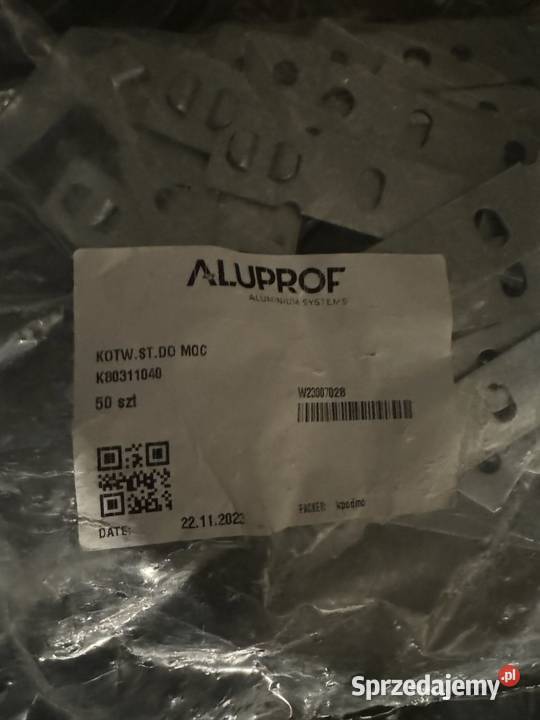 ALUPROF
ALUMINIUM SYSTEMS
KOTW.ST.DO MOC
K80311040
50 szt
W23007028
DATE: 22.11.2023
PACKER:
Sprzedajemy.pl